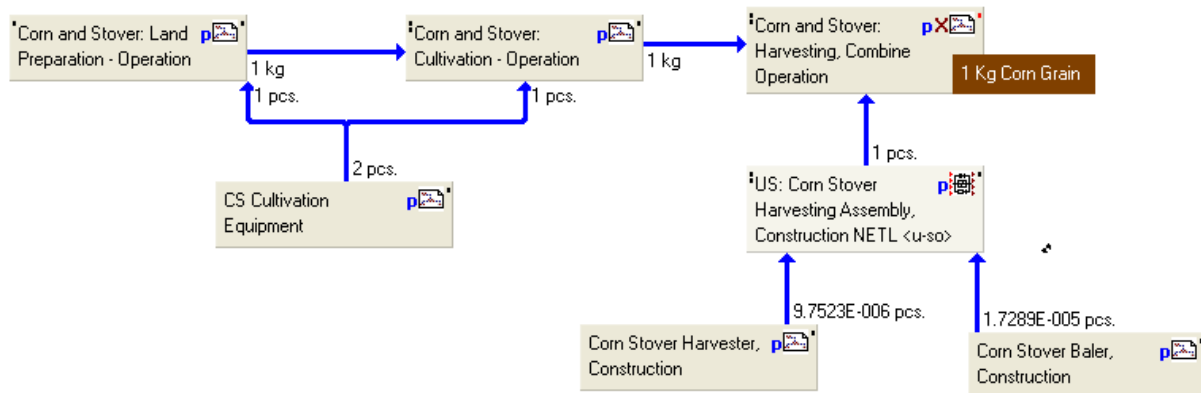 Corn and Stover: Land
Preparation - Operation
p
1 kg
1 pcs.
Corn and Stover:
Cultivation - Operation
p
1 kg
1 pcs.
Corn and Stover:
Harvesting, Combine
Operation
pX
1 Kg Corn Grain
2 pcs.
1 pcs.
CS Cultivation
Equipment
p
US: Corn Stover
Harvesting Assembly,
Construction NETL <u-so>
p
9.7523E-006 pcs.
1.7289E-005 pcs.
Corn Stover Harvester,
Construction
p
Corn Stover Baler,
Construction
p